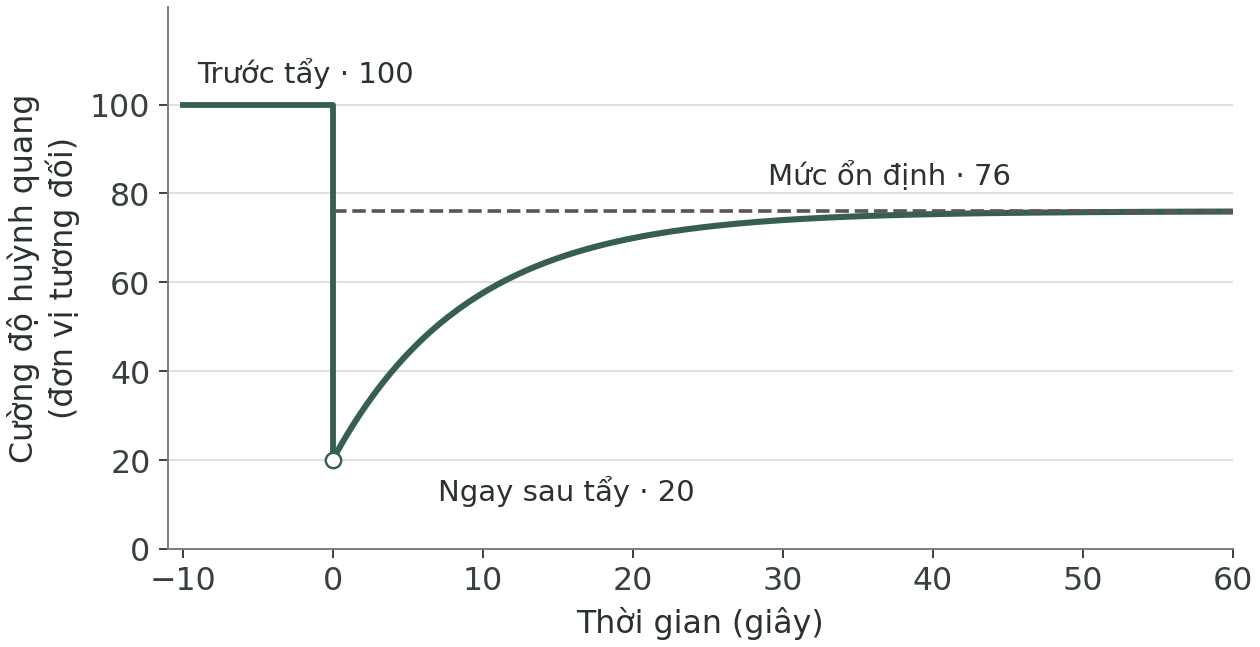 Trước tẩy · 100
Mức ổn định · 76
Ngay sau tẩy · 20
Cường độ huỳnh quang
(đơn vị tương đối)
100
80
60
40
20
0
−10 0 10 20 30 40 50 60
Thời gian (giây)